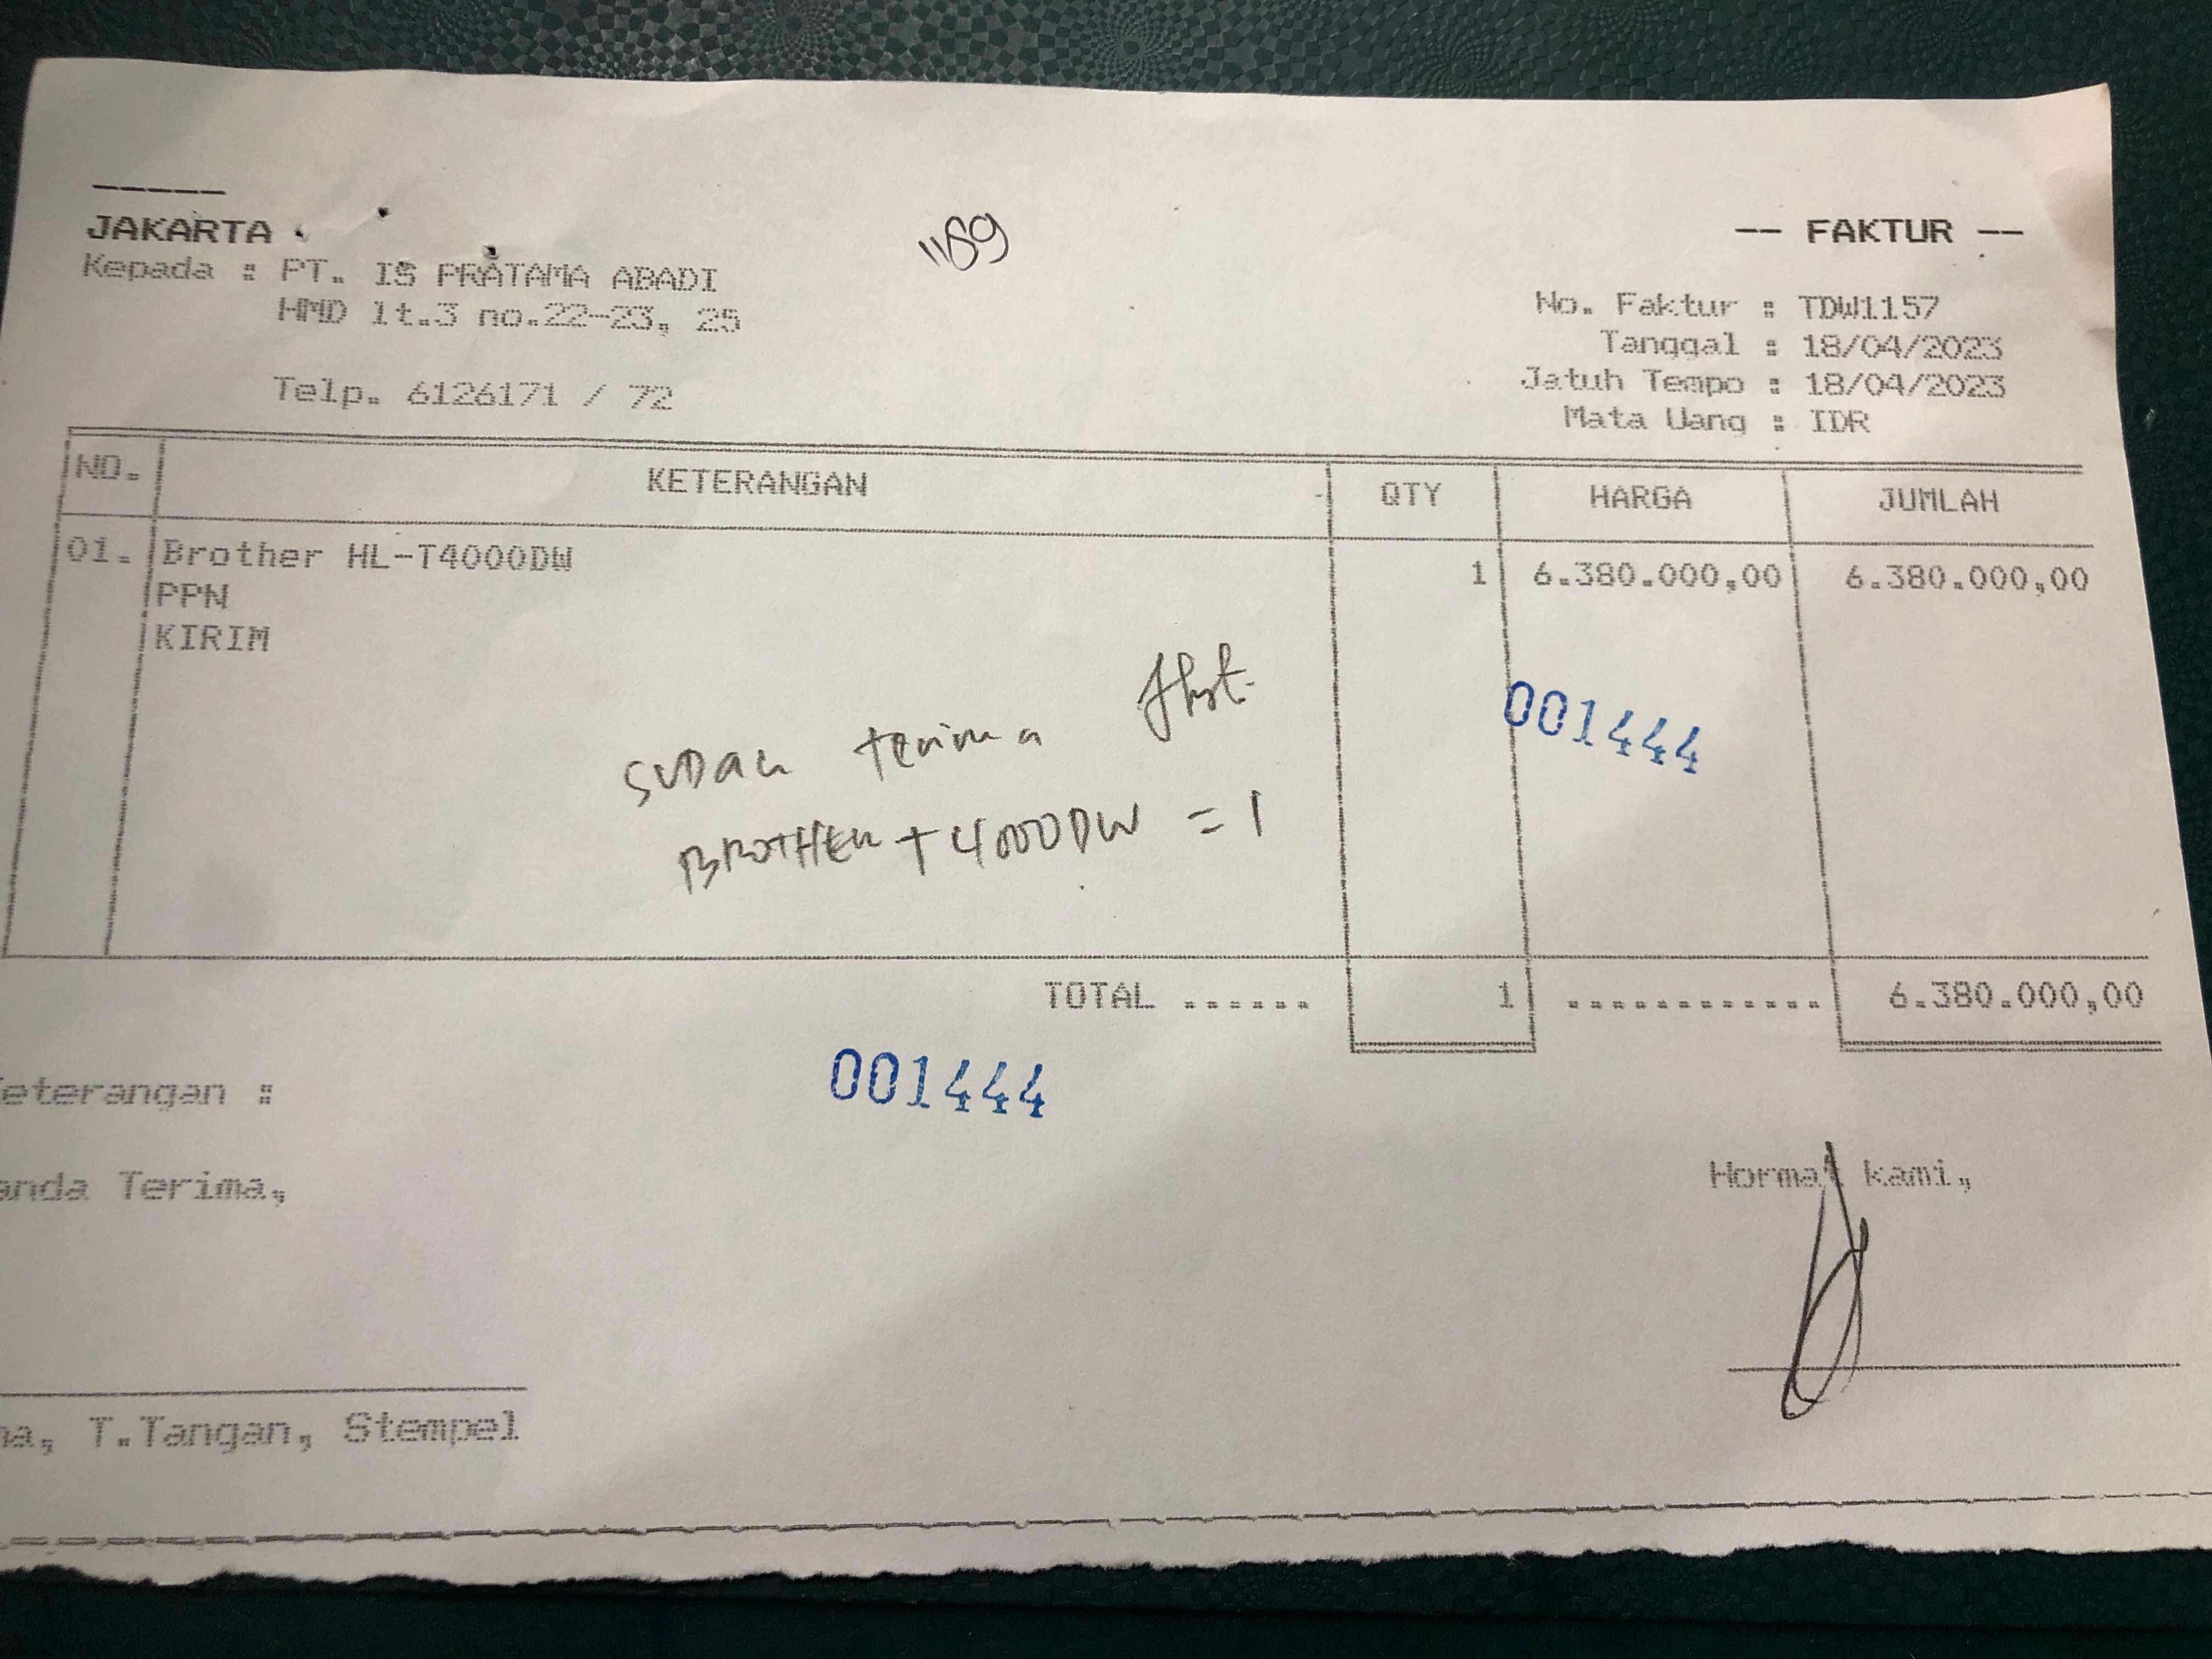 JAKARTA
-- FAKTUR --
1159
Kepada : PT. IS PRATAMA ABADI
HMD lt.3 no.22-23, 25
Telp. 6126171 / 72
No. Faktur : TDW1157
Tanggal : 18/04/2023
Jatuh Tempo : 18/04/2023
Mata Uang : IDR
NO. KETERANGAN QTY HARGA JUMLAH
01. Brother HL-T4000DW 1 6.380.000,00 6.380.000,00
PPN
KIRIM
001444
SUDAH terima
BROTHER T4000DW = 1
TOTAL ...... 1 ............ 6.380.000,00
001444
eterangan :
anda Terima,
Hormat kami,
na, T.Tangan, Stempel